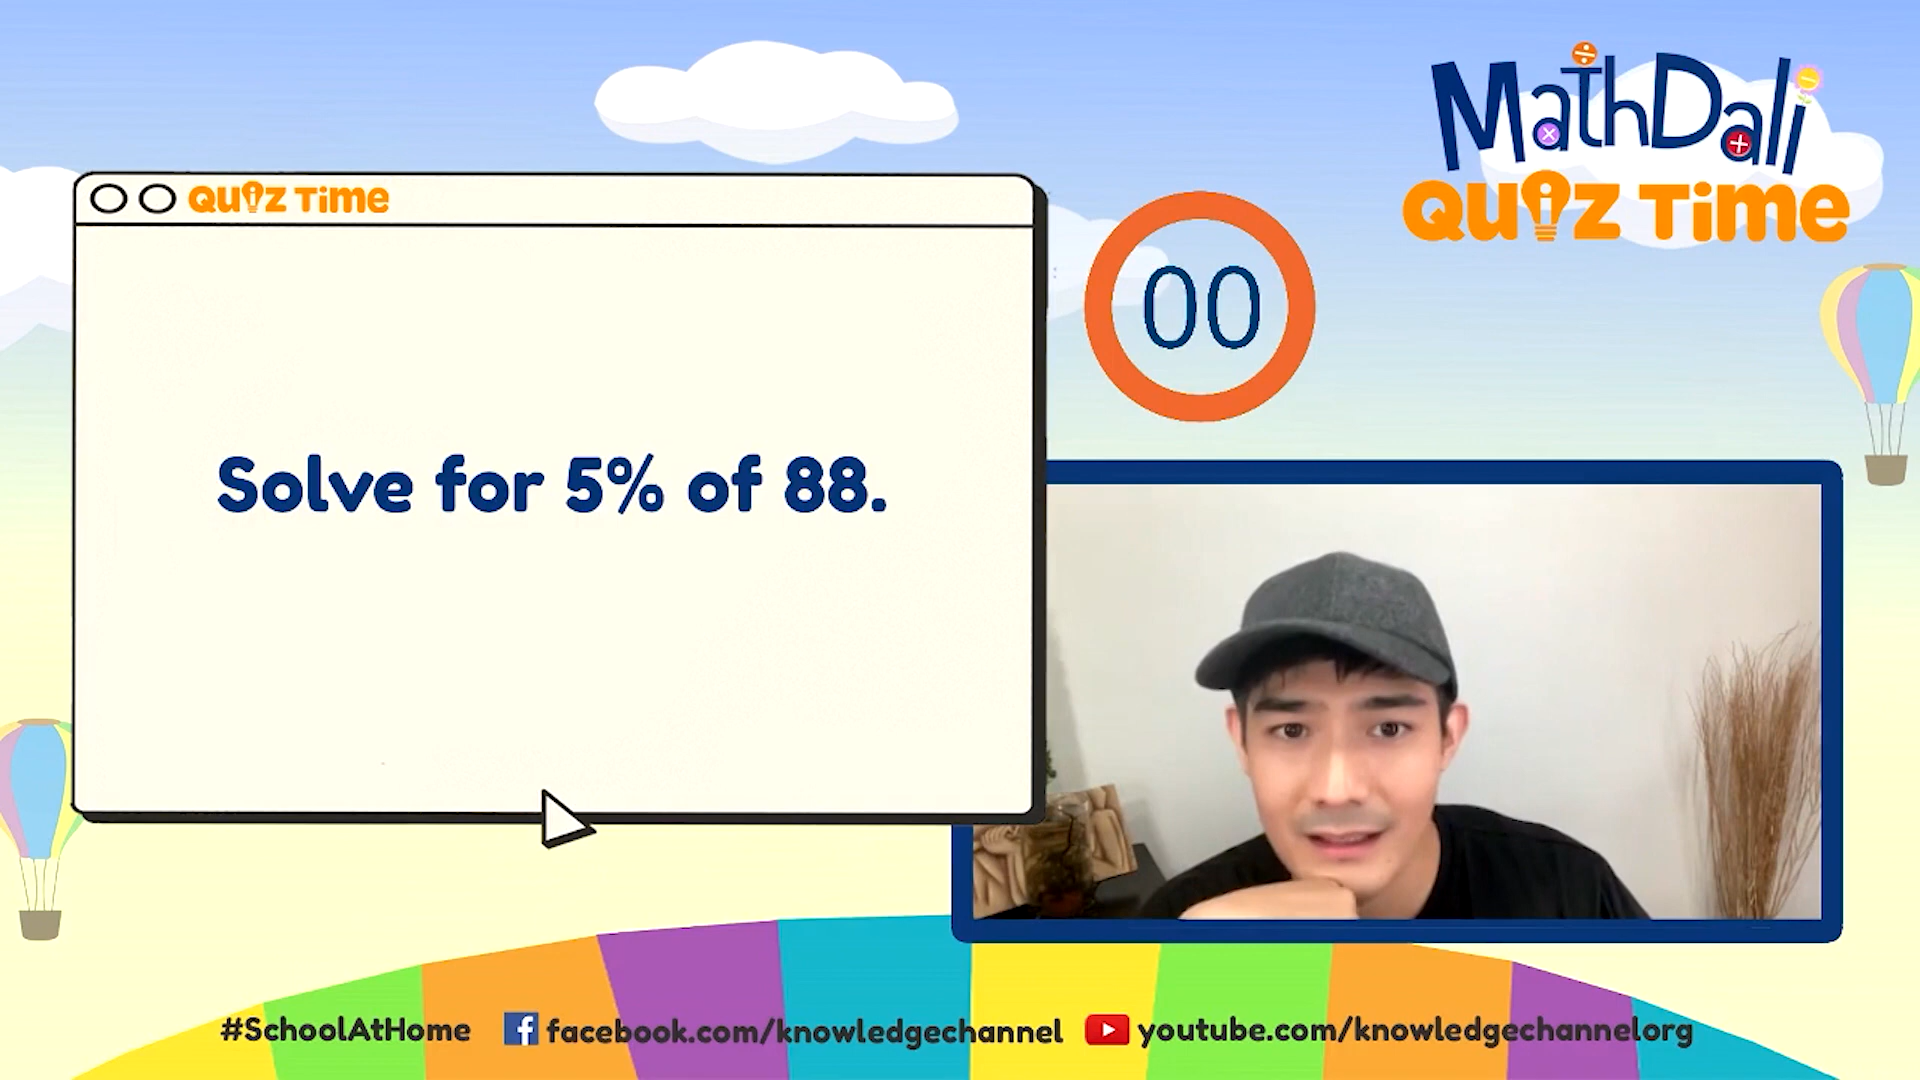 MathDali
QUIZ TIME
QUIZ TIME
00
Solve for 5% of 88.
#SchoolAtHome
facebook.com/knowledgechannel
youtube.com/knowledgechannelorg